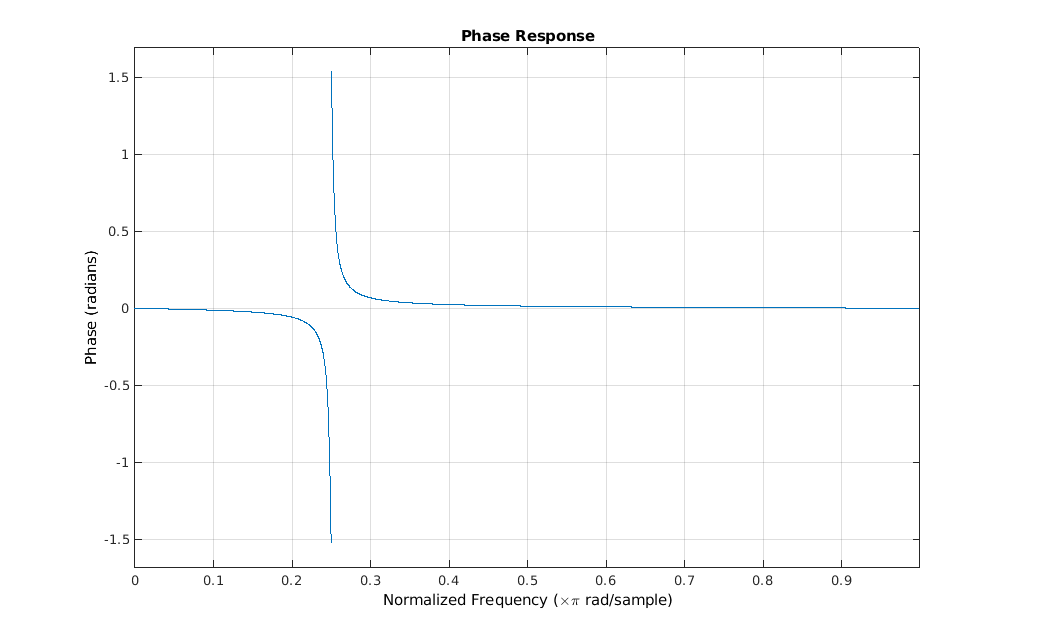 Phase Response
Phase (radians)
1.5
1
0.5
0
-0.5
-1
-1.5
0 0.1 0.2 0.3 0.4 0.5 0.6 0.7 0.8 0.9
Normalized Frequency (×π rad/sample)